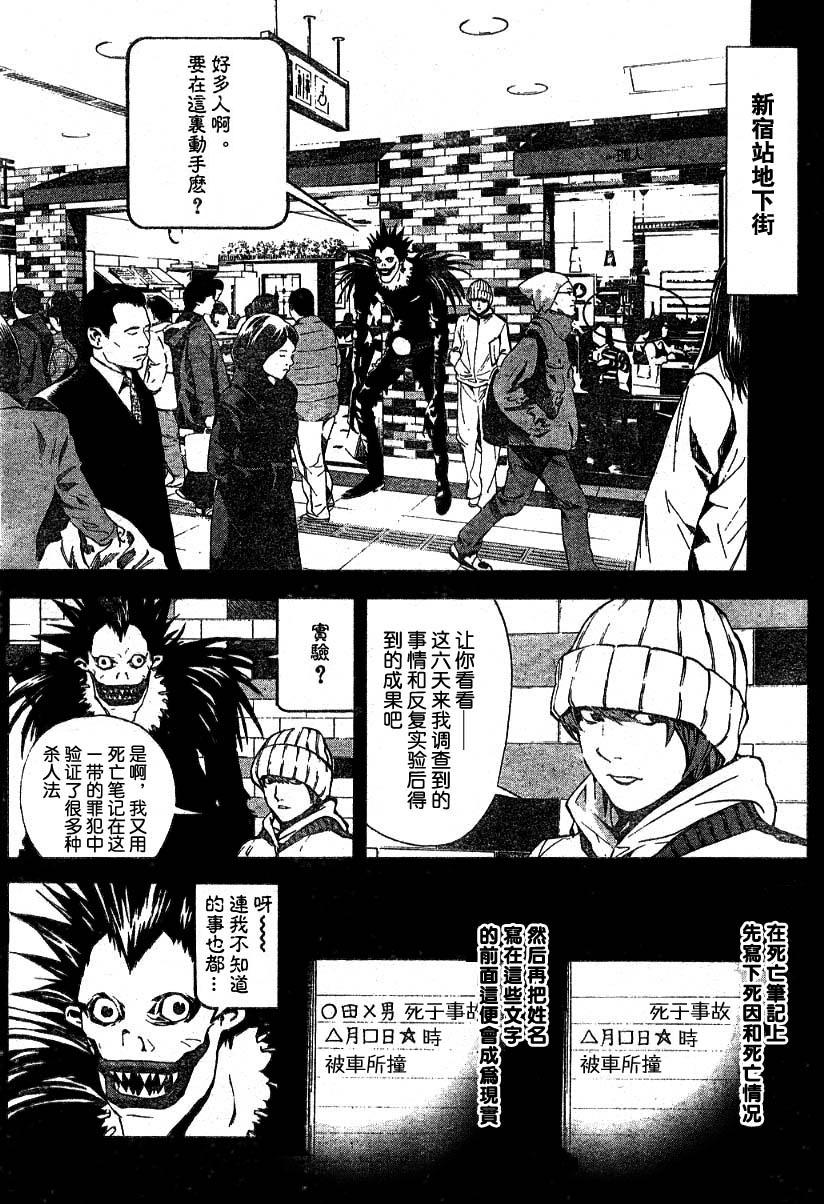 新宿站地下街
好多人啊。
要在這裏動手麽？
让你看看——
这六天来我调查到的
事情和反复实验后得
到的成果吧
實驗？
是啊，我又用
死亡笔记在这
一带的罪犯中
验证了很多种
杀人法
在死亡筆記上
先寫下死因和死亡情况
死于事故
△月口日☆時
被車所撞
然后再把姓名
寫在這些文字
的前面這便會成爲現實
○田×男 死于事故
△月口日☆時
被車所撞
呀～～
連我不知道
的事也都…